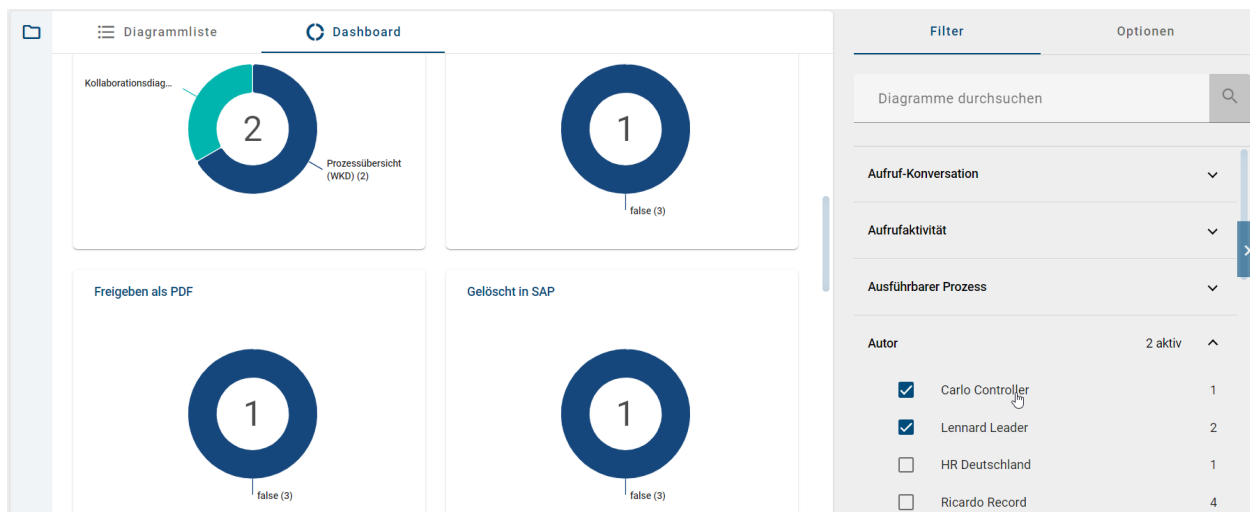 Diagrammliste
Dashboard
Kollaborationsdiag...
2
Prozessübersicht
(WKD) (2)
1
false (3)
Freigeben als PDF
1
false (3)
Gelöscht in SAP
1
false (3)
Filter
Optionen
Diagramme durchsuchen
Aufruf-Konversation
Aufrufaktivität
Ausführbarer Prozess
Autor 2 aktiv
Carlo Controller 1
Lennard Leader 2
HR Deutschland 1
Ricardo Record 4